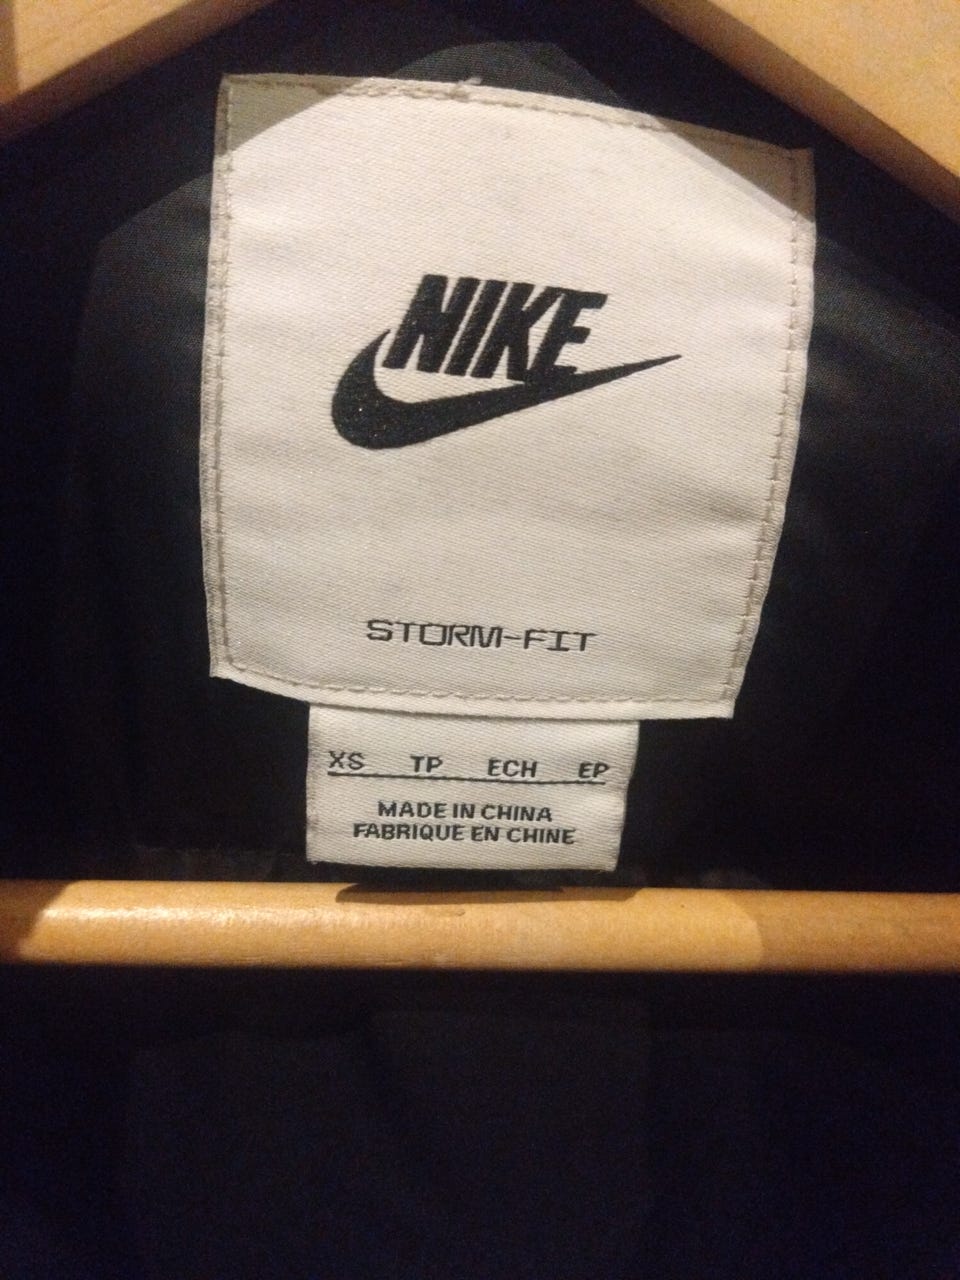 NIKE
STORM-FIT
XS TP ECH EP
MADE IN CHINA
FABRIQUE EN CHINE